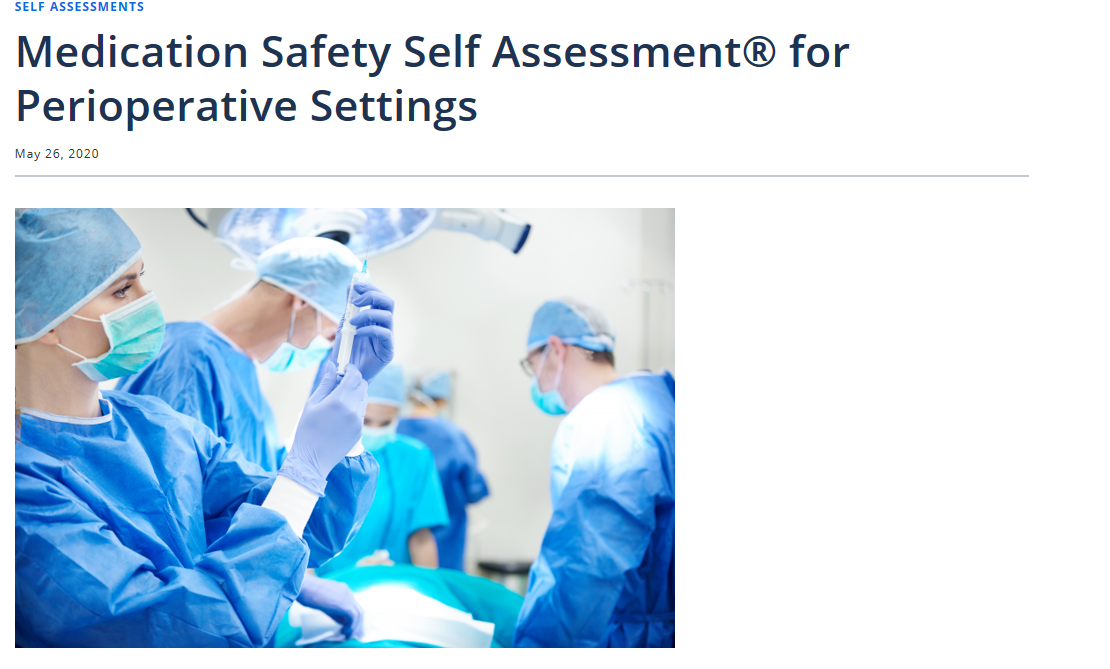 SELF ASSESSMENTS
Medication Safety Self Assessment® for
Perioperative Settings
May 26, 2020